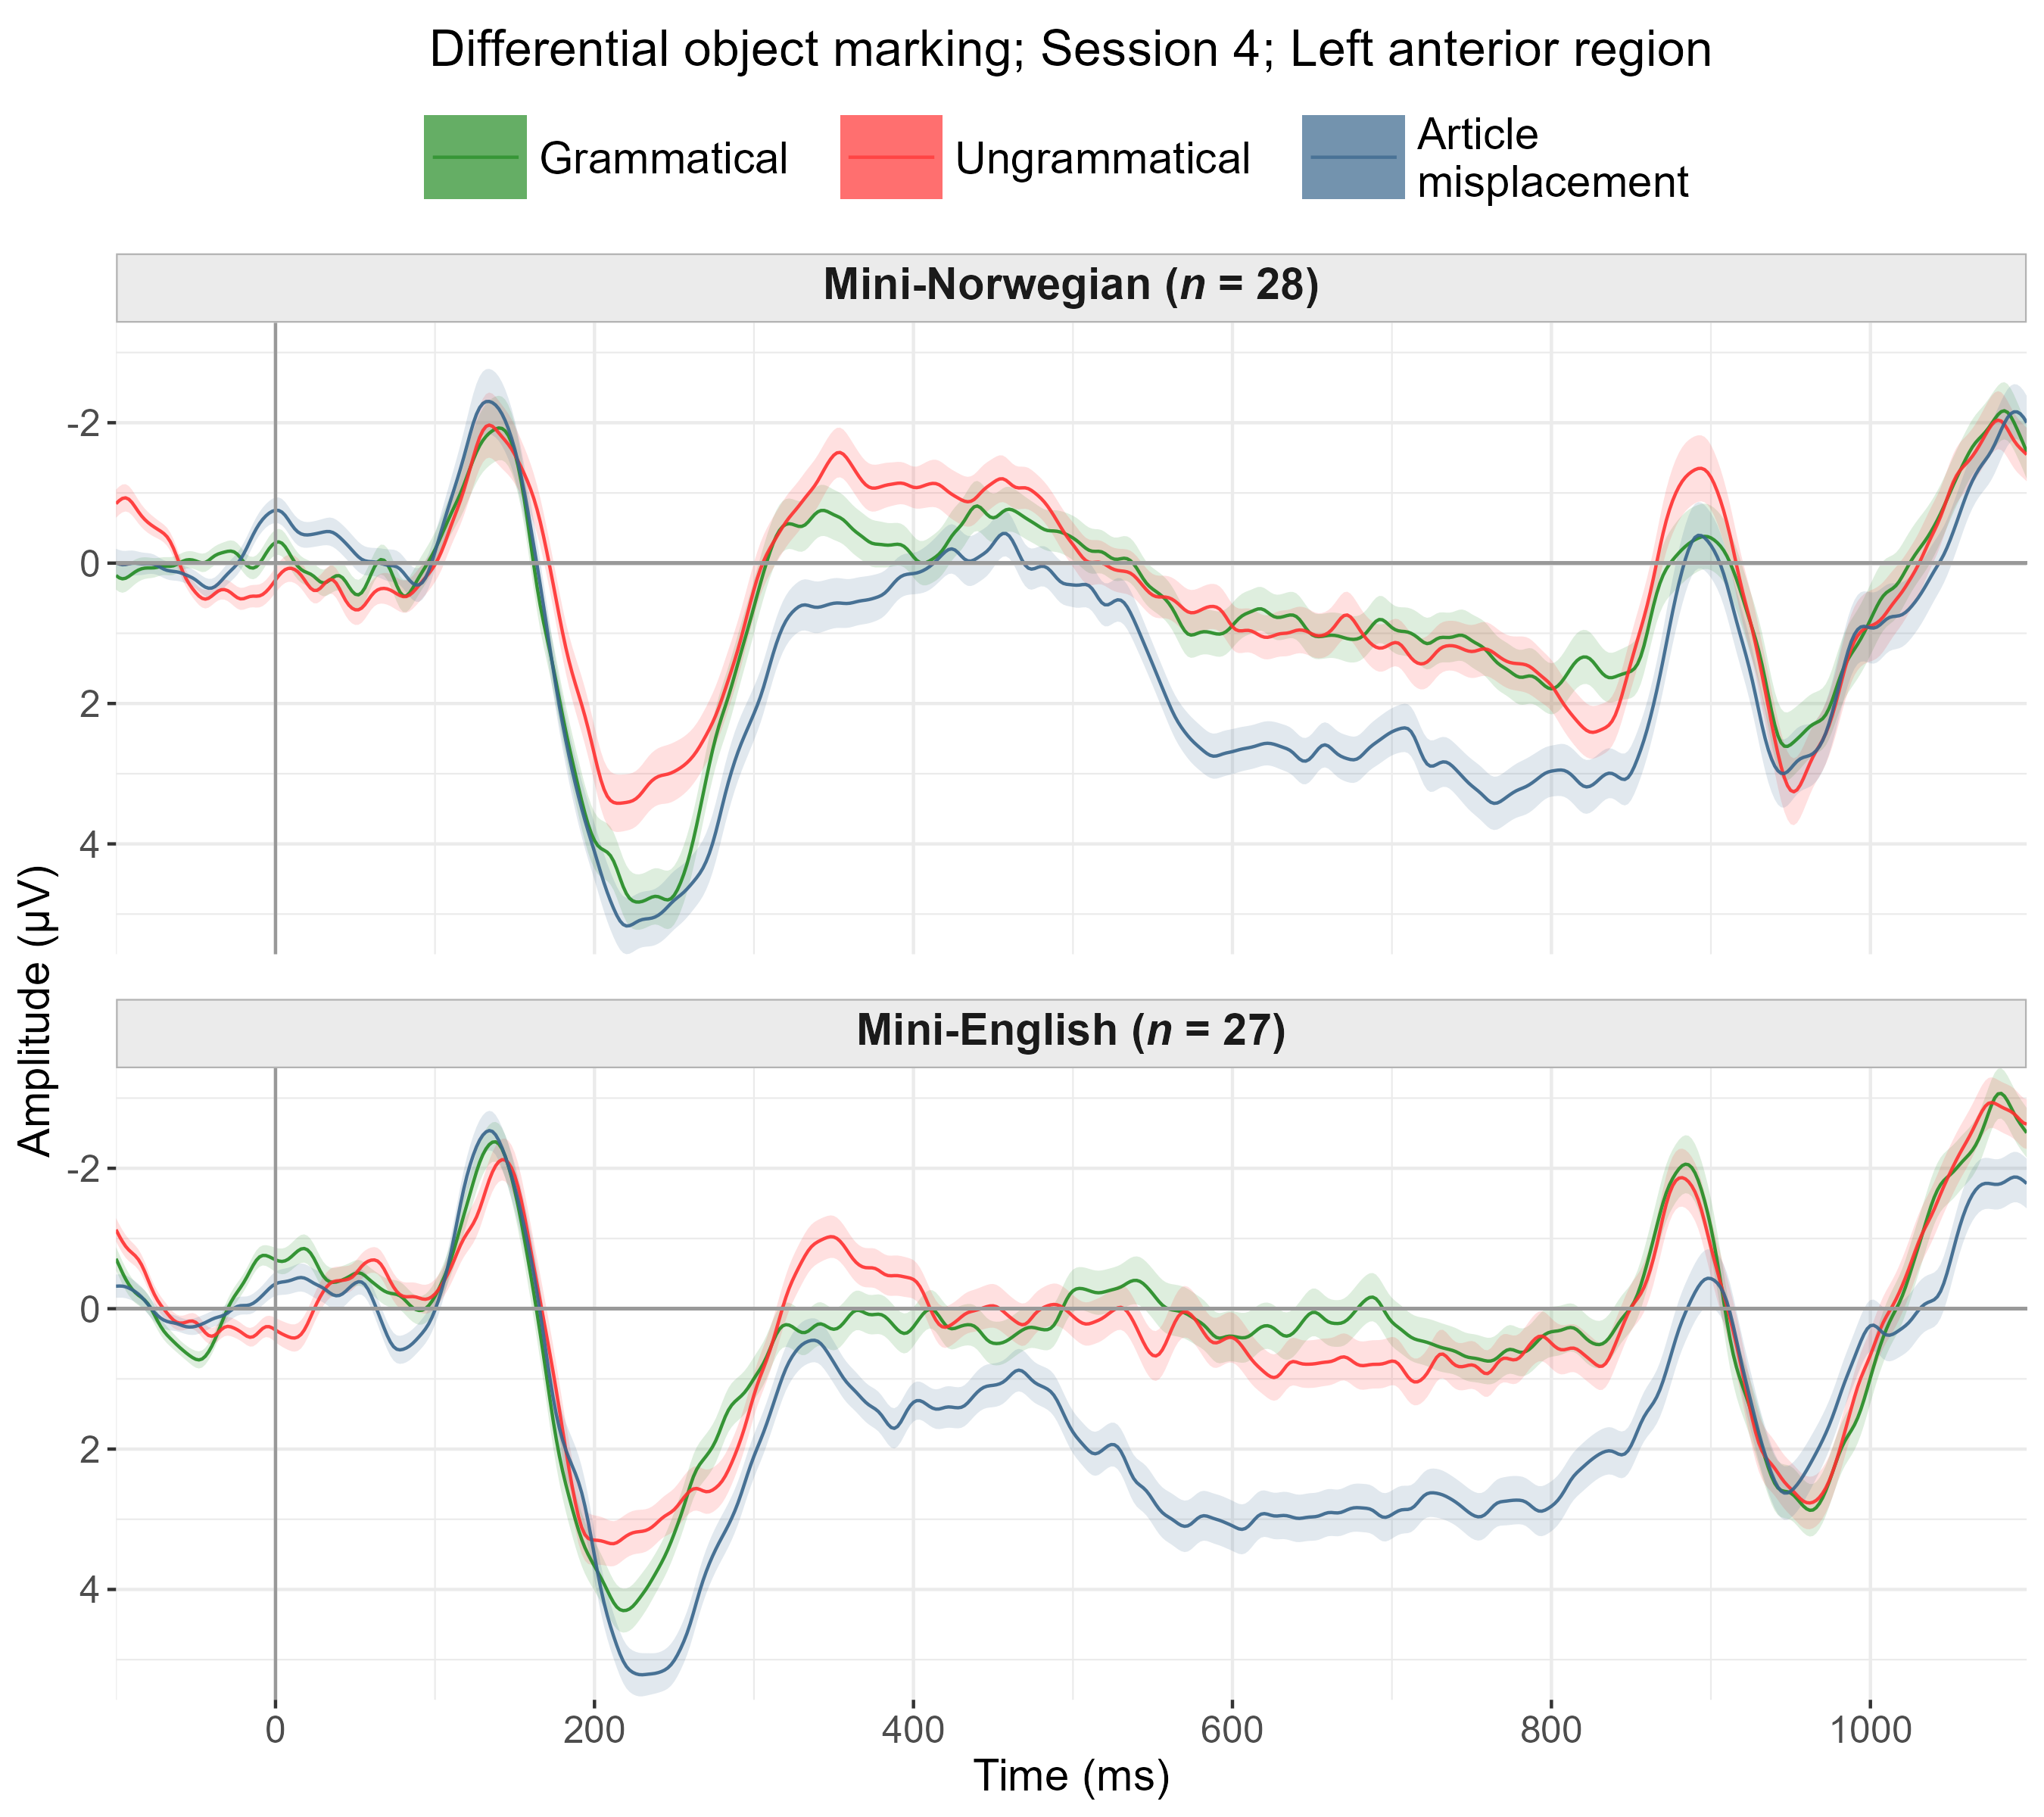 Differential object marking; Session 4; Left anterior region
Grammatical
Ungrammatical
Article
misplacement
Mini-Norwegian (n = 28)
-2
0
2
4
Mini-English (n = 27)
-2
0
2
4
0 200 400 600 800 1000
Time (ms)
Amplitude (µV)